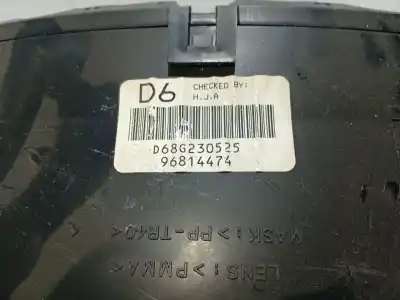 D6 CHECKED BY:
H.J.A
D68G230525
96814474
MASK:>PP-TR40<
LENS:>PMMA<